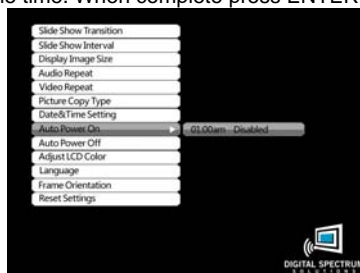 ne time. When complete press ENTER
Slide Show Transition
Slide Show Interval
Display Image Size
Audio Repeat
Video Repeat
Picture Copy Type
Date&Time Setting
Auto Power On 01:00am Disabled
Auto Power Off
Adjust LCD Color
Language
Frame Orientation
Reset Settings
DIGITAL SPECTRUM
SOLUTIONS